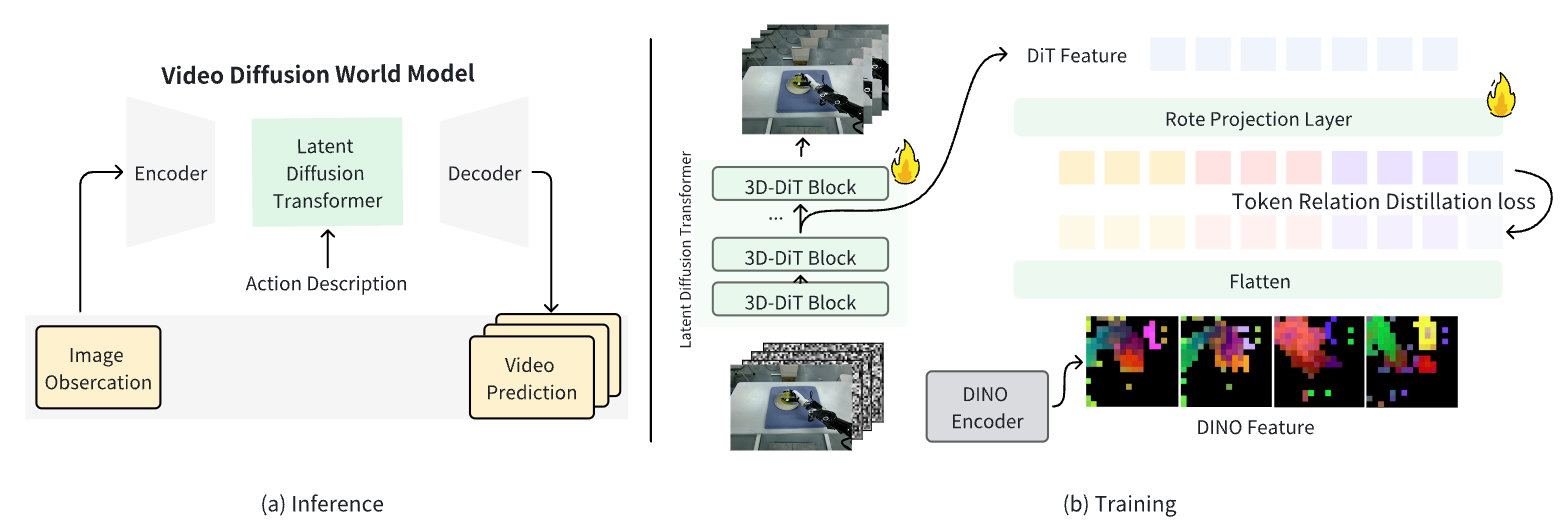 Video Diffusion World Model
Encoder
Latent
Diffusion
Transformer
Decoder
Action Description
Image
Obsercation
Video
Prediction
(a) Inference
Latent Diffusion Transformer
3D-DiT Block
...
3D-DiT Block
3D-DiT Block
DiT Feature
Rote Projection Layer
Token Relation Distillation loss
Flatten
DINO
Encoder
DINO Feature
(b) Training